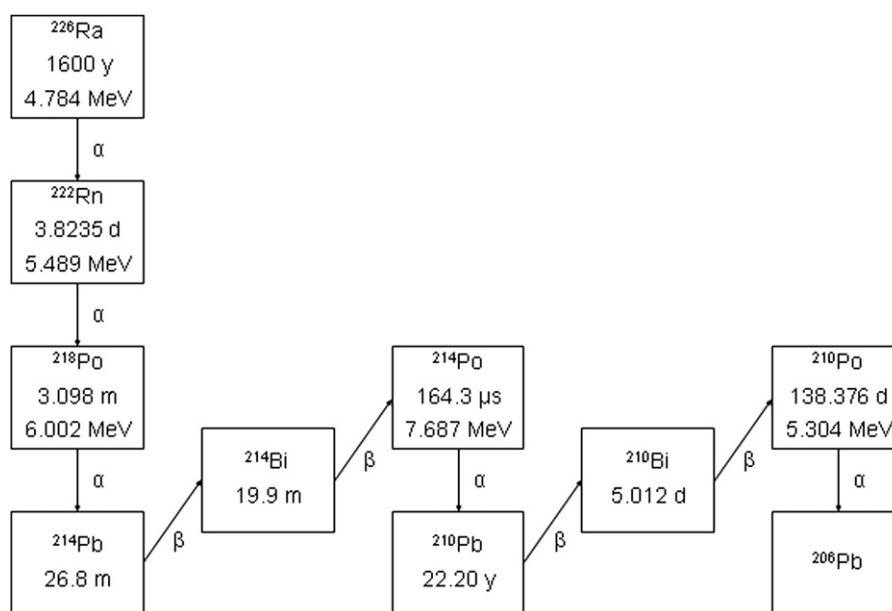 ²²⁶Ra
1600 y
4.784 MeV
α
²²²Rn
3.8235 d
5.489 MeV
α
²¹⁸Po
3.098 m
6.002 MeV
α
²¹⁴Pb
26.8 m
β
²¹⁴Bi
19.9 m
β
²¹⁴Po
164.3 µs
7.687 MeV
α
²¹⁰Pb
22.20 y
β
²¹⁰Bi
5.012 d
β
²¹⁰Po
138.376 d
5.304 MeV
α
²⁰⁶Pb